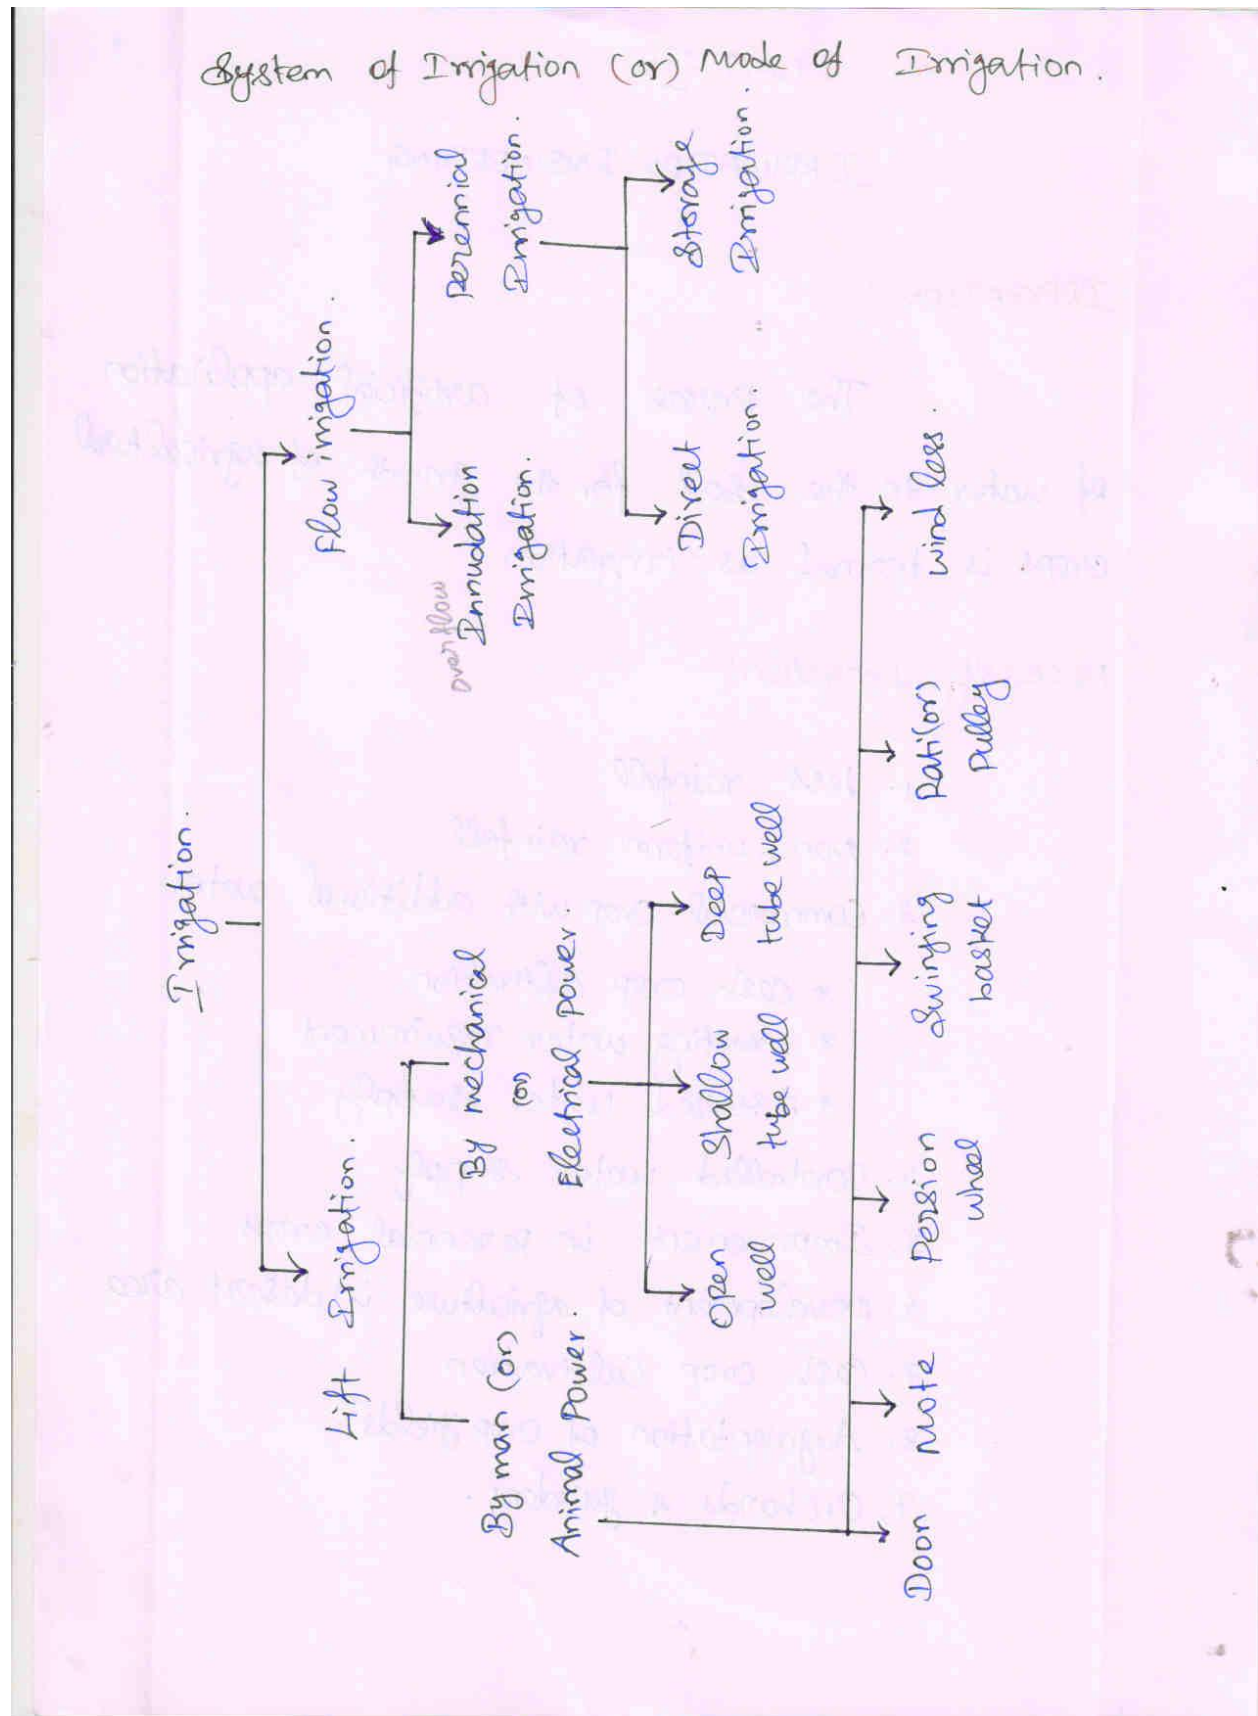 System of Irrigation (or) Mode of Irrigation.
Irrigation.
Lift Irrigation.
Flow irrigation.
By man (or)
Animal Power.
By mechanical
(or)
Electrical power.
overflow
Innudation
Irrigation.
Perennial
Irrigation.
Open
well
Shallow
tube well
Deep
tube well
Direct
Irrigation.
Storage
Irrigation.
Doon
Mote
Persion
wheel
Swinging
basket
Rati(or)
Pulley
wind less.